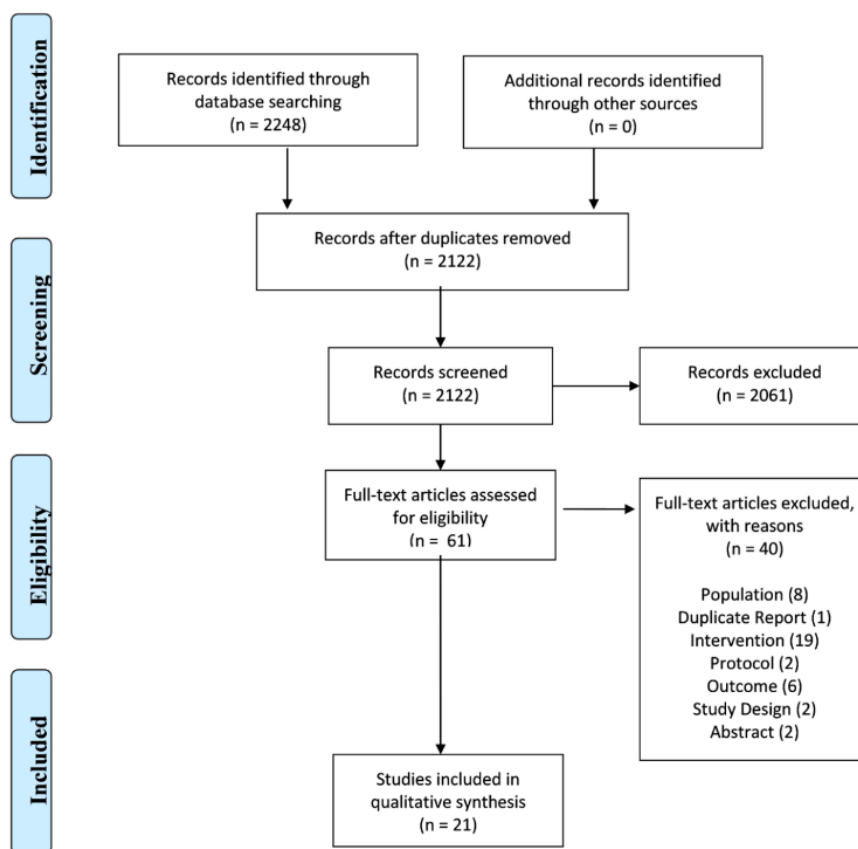 Identification
Records identified through
database searching
(n = 2248)
Additional records identified
through other sources
(n = 0)
Records after duplicates removed
(n = 2122)
Screening
Records screened
(n = 2122)
Records excluded
(n = 2061)
Eligibility
Full-text articles assessed
for eligibility
(n = 61)
Full-text articles excluded,
with reasons
(n = 40)
Population (8)
Duplicate Report (1)
Intervention (19)
Protocol (2)
Outcome (6)
Study Design (2)
Abstract (2)
Included
Studies included in
qualitative synthesis
(n = 21)